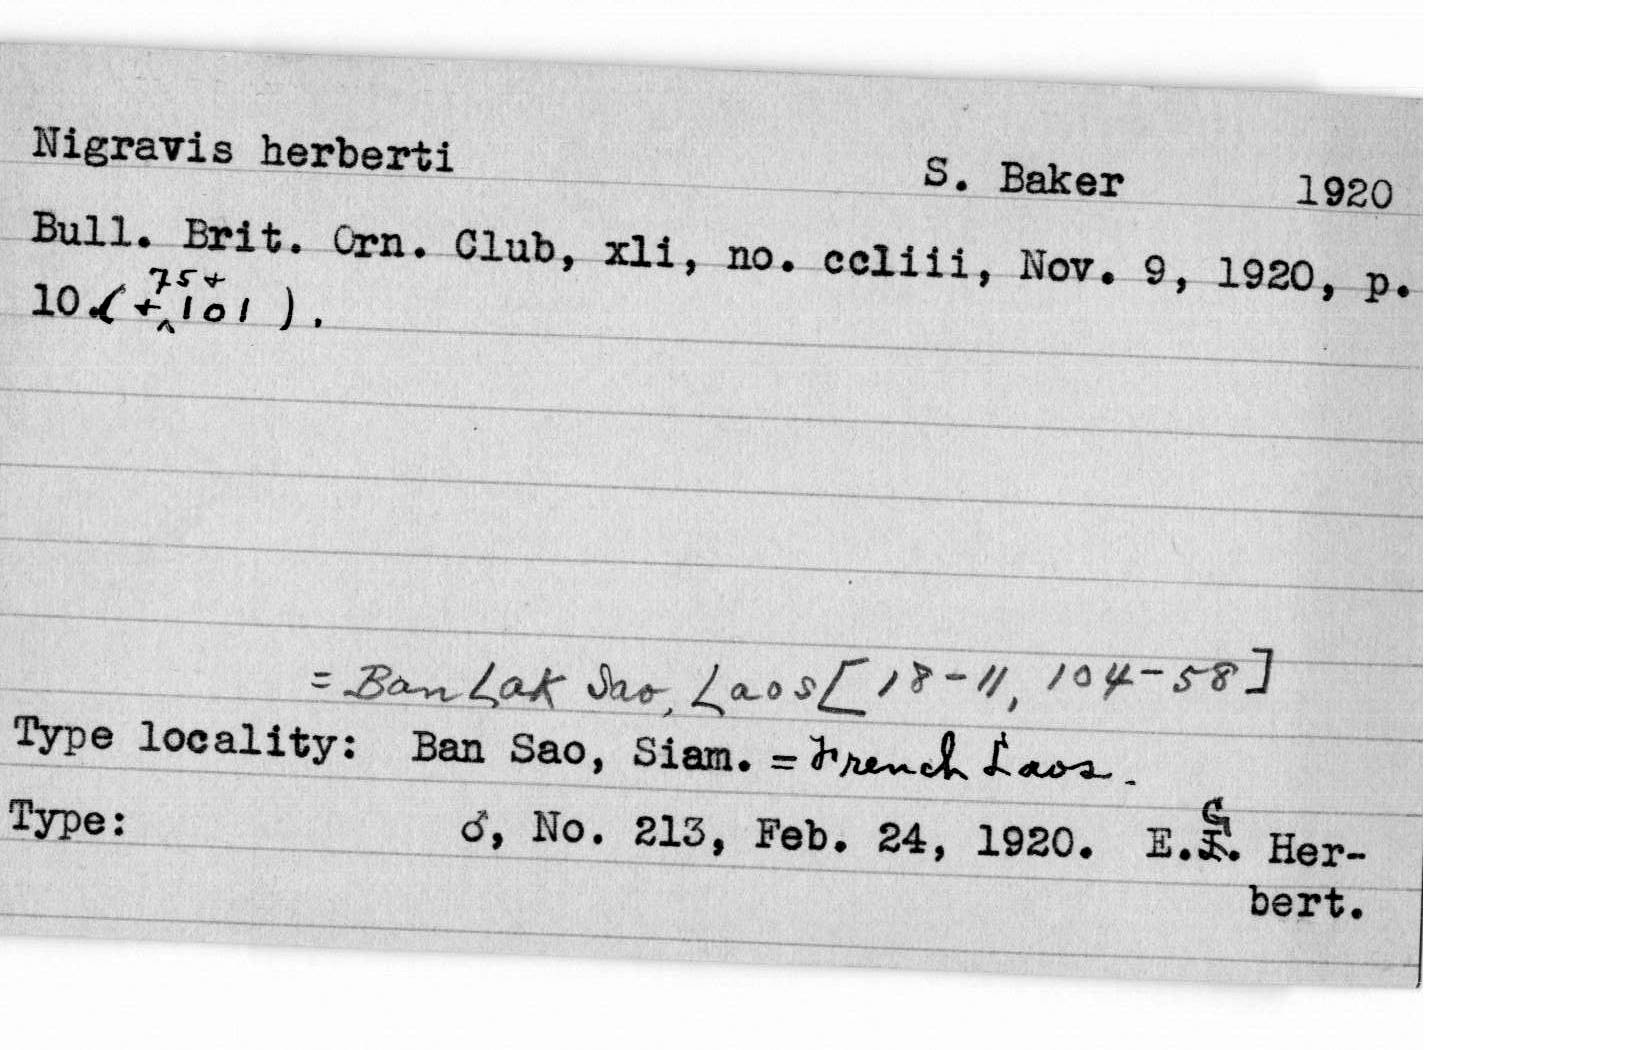 Nigravis herberti S. Baker 1920
Bull. Brit. Orn. Club, xli, no. ccliii, Nov. 9, 1920, p.
75+
10.(+‸101).
= Ban Lak Sao, Laos [18-11, 104-58]
Type locality: Ban Sao, Siam. = French Laos.
Type: ♂, No. 213, Feb. 24, 1920. E.G. Her-
bert.